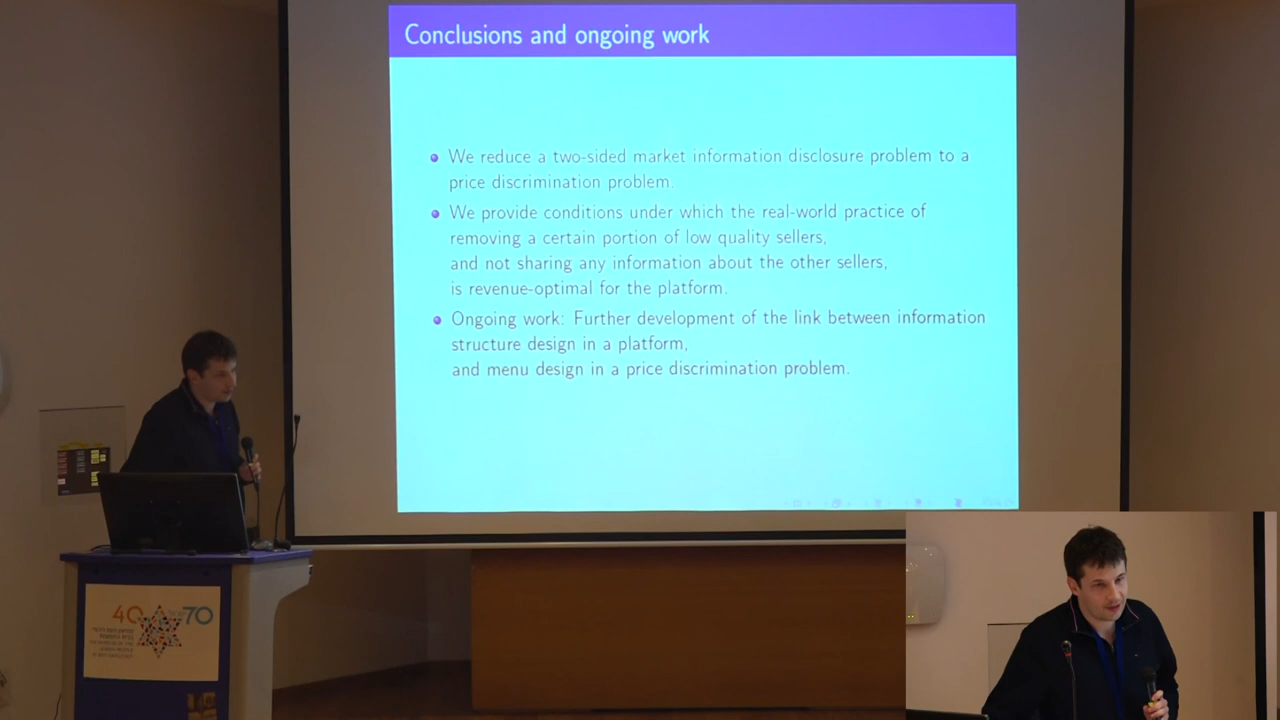 Conclusions and ongoing work
We reduce a two-sided market information disclosure problem to a
price discrimination problem.
We provide conditions under which the real-world practice of
removing a certain portion of low quality sellers,
and not sharing any information about the other sellers,
is revenue-optimal for the platform.
Ongoing work: Further development of the link between information
structure design in a platform,
and menu design in a price discrimination problem.
40
70